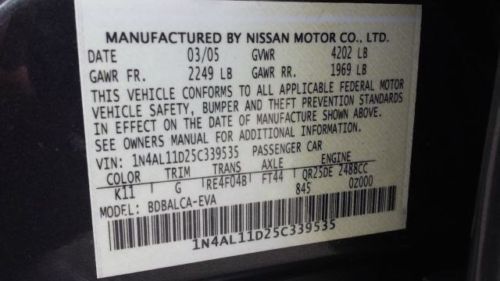 MANUFACTURED BY NISSAN MOTOR CO., LTD.
DATE 03/05 GVWR 4202 LB
GAWR FR. 2249 LB GAWR RR. 1969 LB
THIS VEHICLE CONFORMS TO ALL APPLICABLE FEDERAL MOTOR
VEHICLE SAFETY, BUMPER AND THEFT PREVENTION STANDARDS
IN EFFECT ON THE DATE OF MANUFACTURE SHOWN ABOVE.
SEE OWNERS MANUAL FOR ADDITIONAL INFORMATION.
VIN: 1N4AL11D25C339535 PASSENGER CAR
COLOR TRIM TRANS AXLE ENGINE
K11 G RE4F04B FT44 QR25DE 2488CC
MODEL: BDBALCA-EVA 845 0Z000
1N4AL11D25C339535